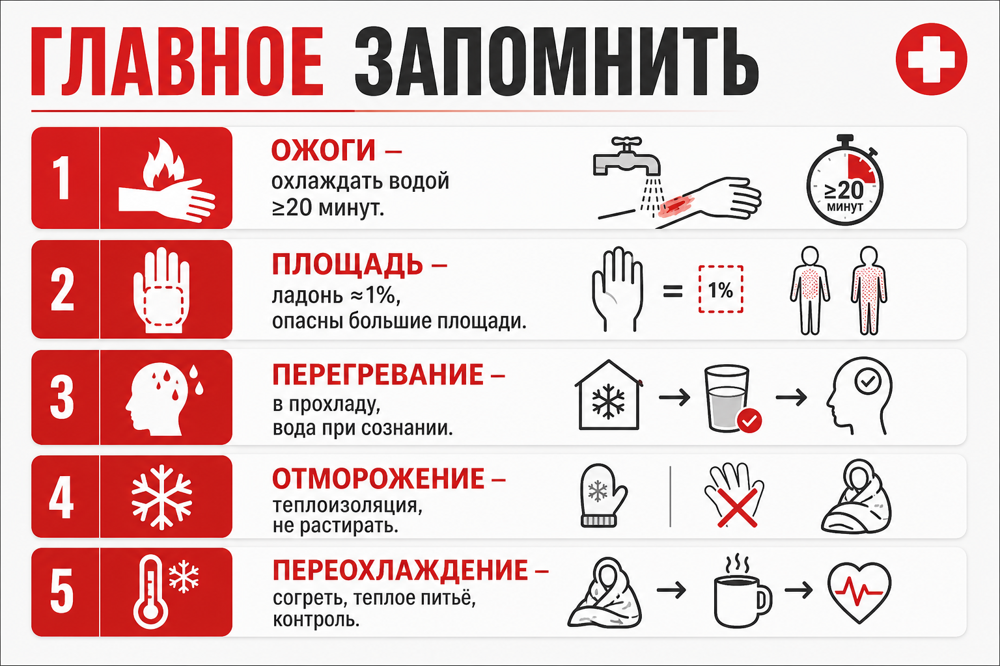 ГЛАВНОЕ ЗАПОМНИТЬ
1
ОЖОГИ –
охлаждать водой
≥20 минут.
≥20
минут
2
ПЛОЩАДЬ –
ладонь ≈1%,
опасны большие площади.
=
1%
3
ПЕРЕГРЕВАНИЕ –
в прохладу,
вода при сознании.
4
ОТМОРОЖЕНИЕ –
теплоизоляция,
не растирать.
5
ПЕРЕОХЛАЖДЕНИЕ –
согреть, теплое питьё,
контроль.